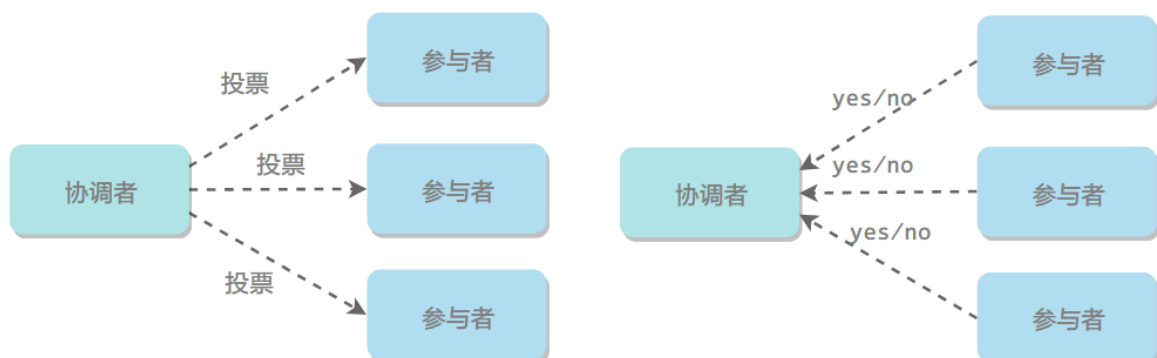 参与者
投票
协调者
投票
参与者
投票
参与者
参与者
yes/no
协调者
yes/no
参与者
yes/no
参与者